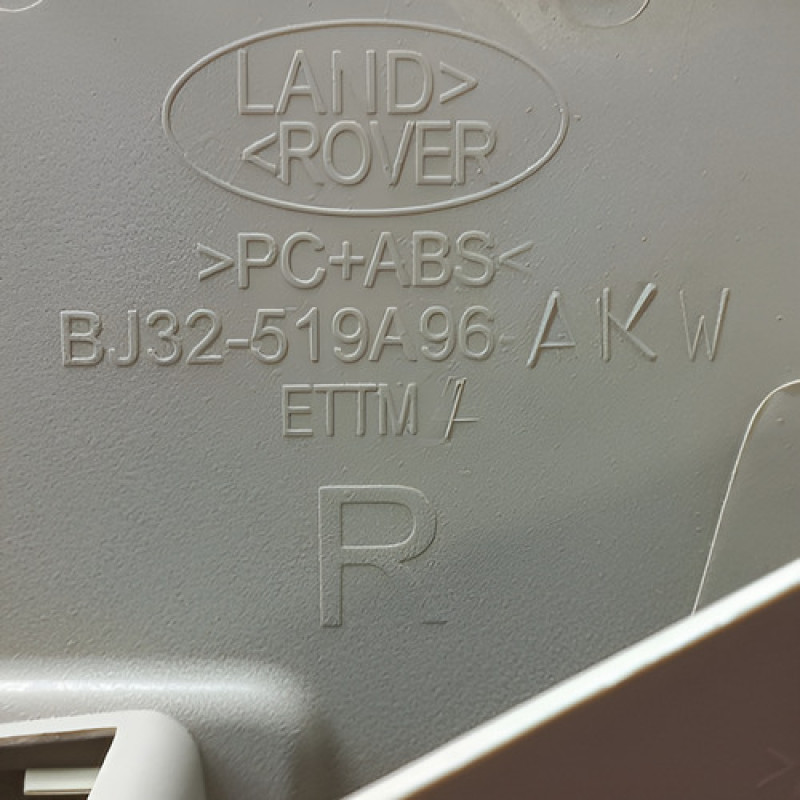 LAND>
<ROVER
>PC+ABS<
BJ32-519A96-AKW
ETTM
R